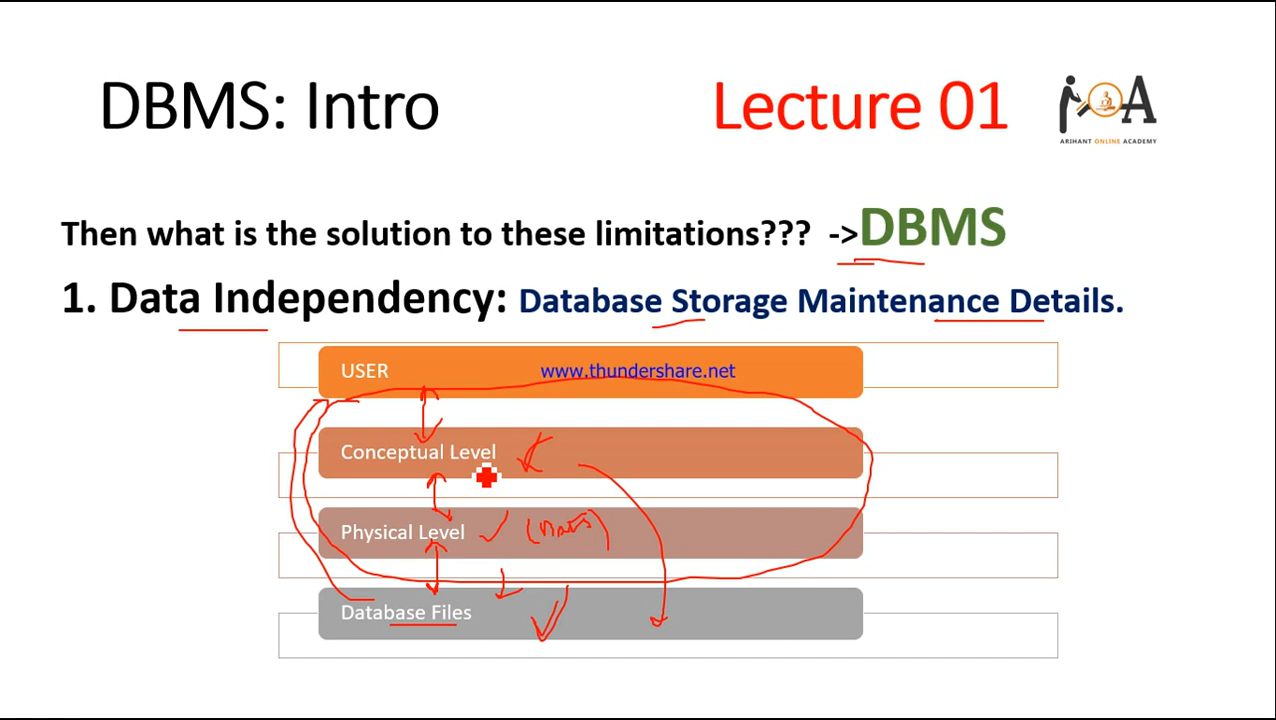 DBMS: Intro
Lecture 01
A
ARIHANT ONLINE ACADEMY
Then what is the solution to these limitations??? ->DBMS
1. Data Independency: Database Storage Maintenance Details.
USER
www.thundershare.net
Conceptual Level
Physical Level
Database Files